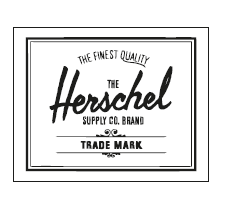 THE FINEST QUALITY
THE
Herschel
SUPPLY CO. BRAND
TRADE MARK